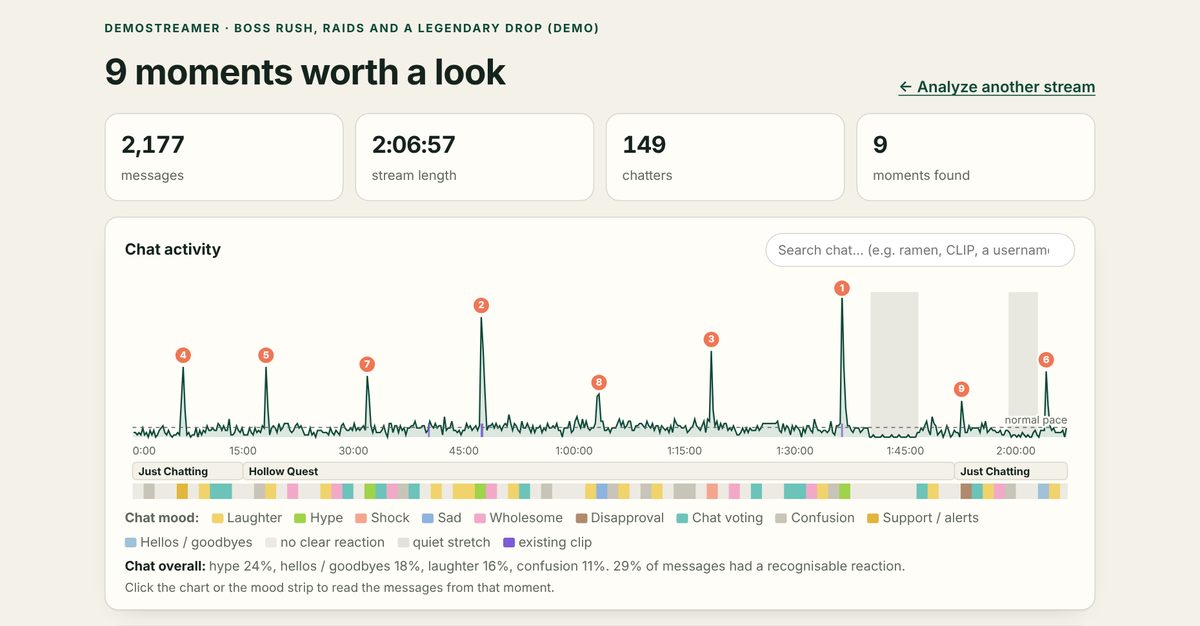 DEMOSTREAMER · BOSS RUSH, RAIDS AND A LEGENDARY DROP (DEMO)
9 moments worth a look
← Analyze another stream
2,177
messages
2:06:57
stream length
149
chatters
9
moments found
Chat activity
Search chat... (e.g. ramen, CLIP, a usernam
1
2
3
4
5
7
8
6
9
normal pace
0:00 15:00 30:00 45:00 1:00:00 1:15:00 1:30:00 1:45:00 2:00:00
Just Chatting Hollow Quest Just Chatting
Chat mood: Laughter Hype Shock Sad Wholesome Disapproval Chat voting Confusion Support / alerts
Hellos / goodbyes no clear reaction quiet stretch existing clip
Chat overall: hype 24%, hellos / goodbyes 18%, laughter 16%, confusion 11%. 29% of messages had a recognisable reaction.
Click the chart or the mood strip to read the messages from that moment.